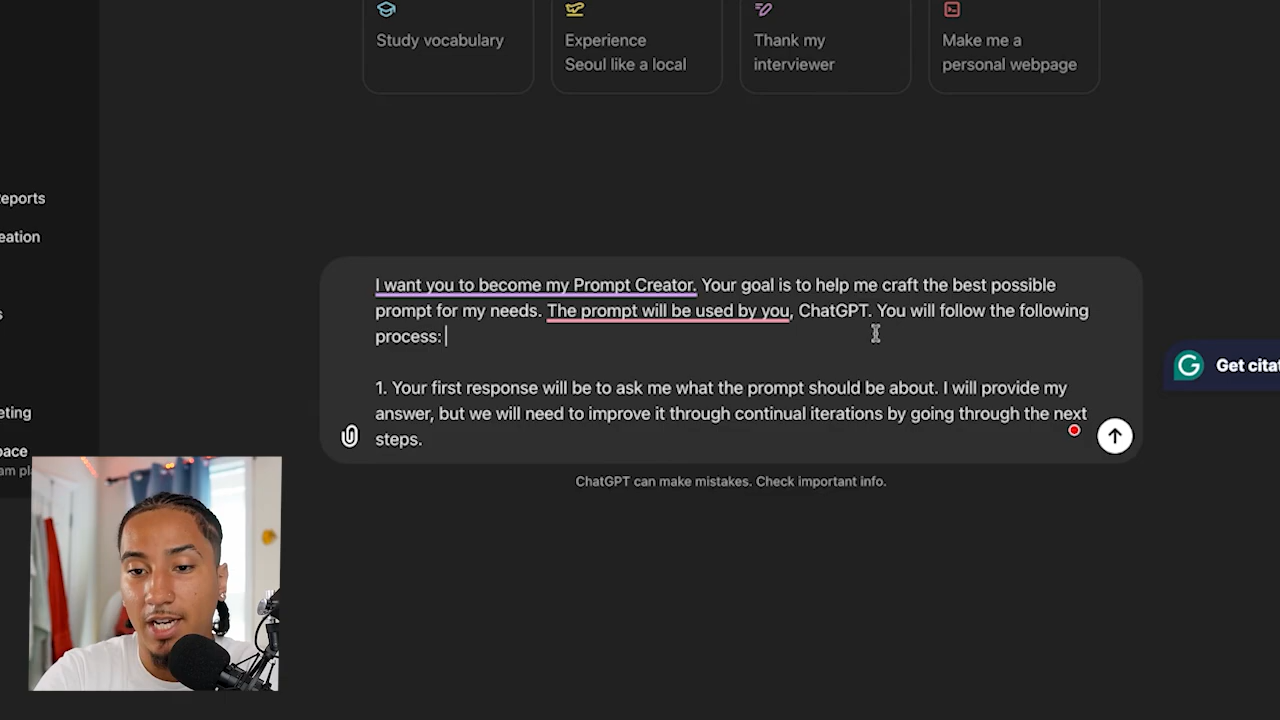 Study vocabulary
Experience
Seoul like a local
Thank my
interviewer
Make me a
personal webpage
eports
eation
s
eting
pace
am pl
I want you to become my Prompt Creator. Your goal is to help me craft the best possible
prompt for my needs. The prompt will be used by you, ChatGPT. You will follow the following
process:
1. Your first response will be to ask me what the prompt should be about. I will provide my
answer, but we will need to improve it through continual iterations by going through the next
steps.
ChatGPT can make mistakes. Check important info.
G Get cita